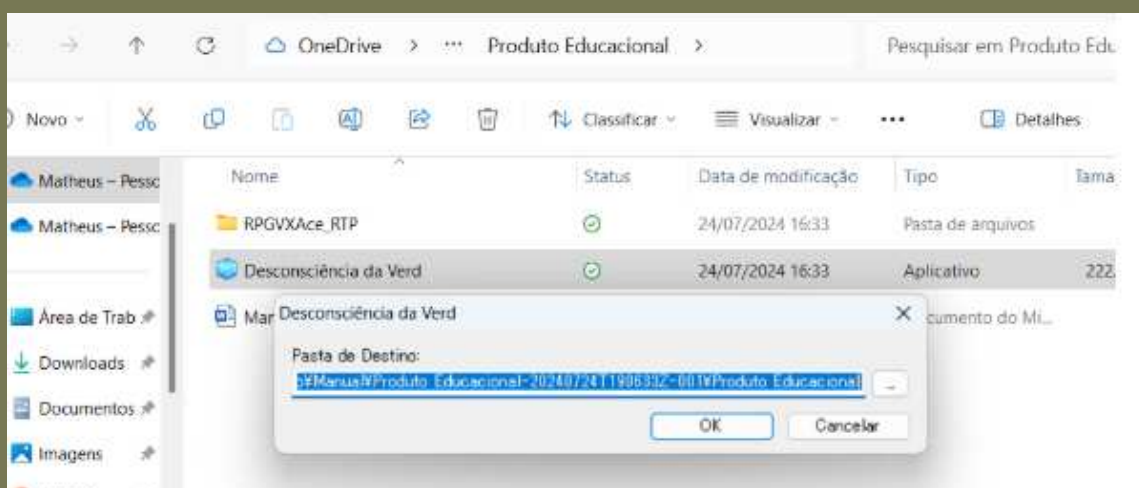 OneDrive > ... Produto Educacional > Pesquisar em Produto Edu
Novo Classificar Visualizar ... Detalhes
Nome Status Data de modificação Tipo Tama
Matheus – Pessc
RPGVXAce_RTP 24/07/2024 16:33 Pasta de arquivos
Matheus – Pessc
Desconsciência da Verd 24/07/2024 16:33 Aplicativo 222.
Área de Trab
Mar
cumento do Mi...
Desconsciência da Verd
Pasta de Destino:
Downloads
Documentos
OK Cancelar
Imagens